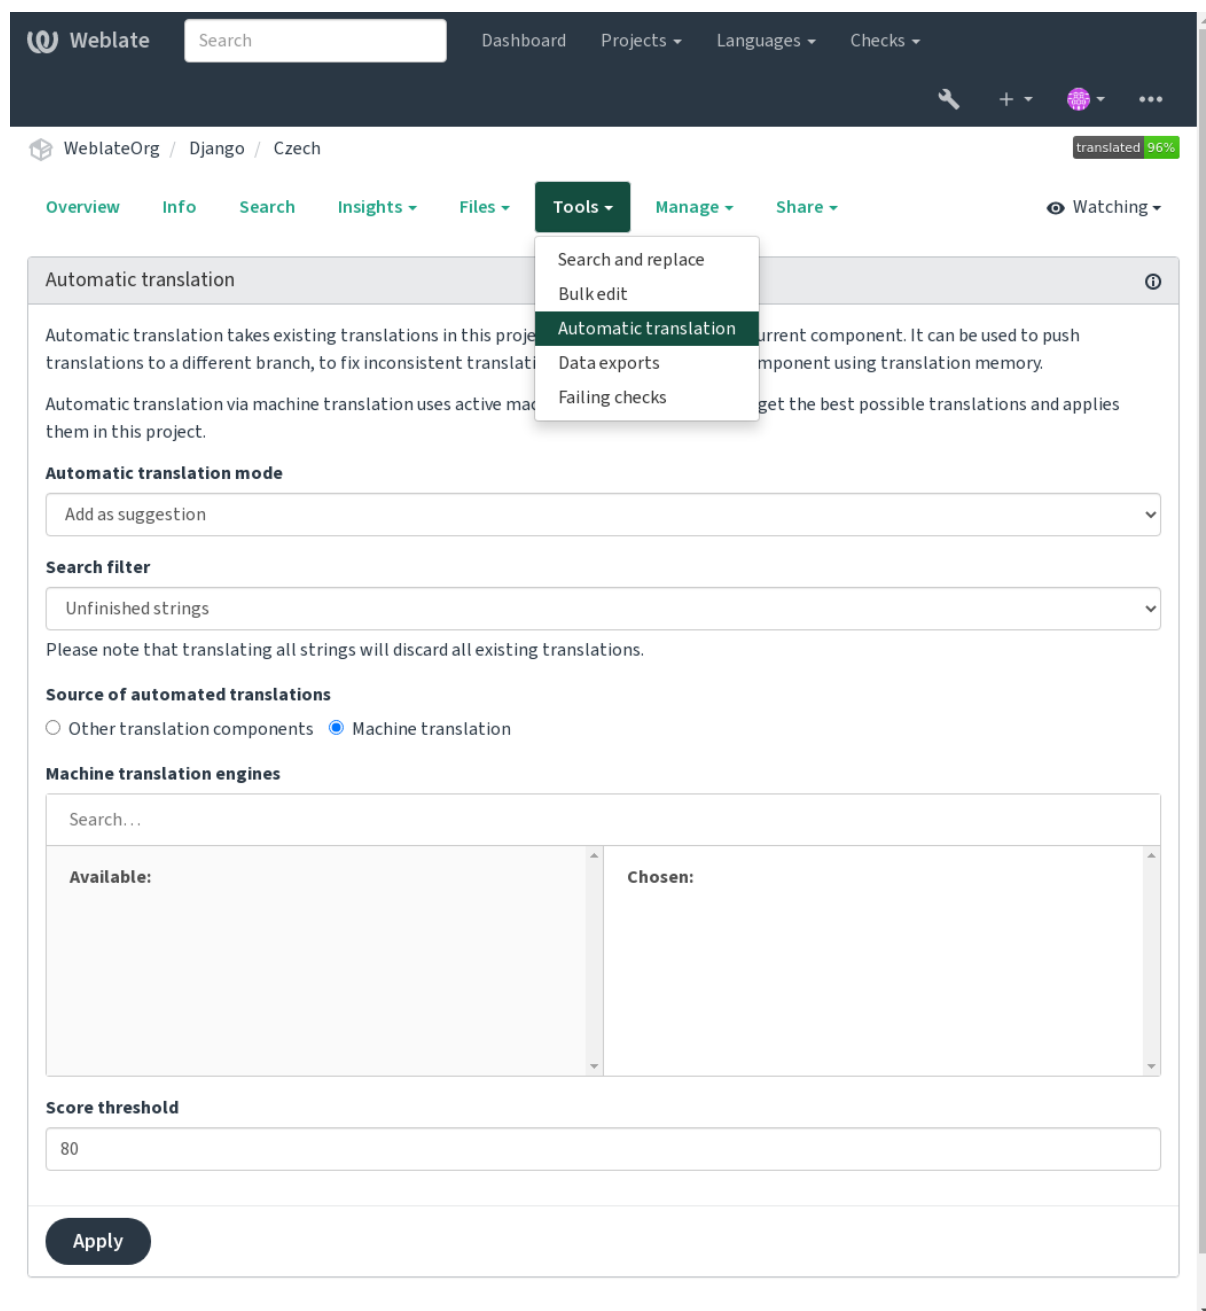 Weblate
Search
Dashboard
Projects
Languages
Checks
WeblateOrg / Django / Czech
translated 96%
Overview
Info
Search
Insights
Files
Tools
Manage
Share
Watching
Search and replace
Bulk edit
Automatic translation
Data exports
Failing checks
Automatic translation
Automatic translation takes existing translations in this proje urrent component. It can be used to push
translations to a different branch, to fix inconsistent translati mponent using translation memory.
Automatic translation via machine translation uses active mac get the best possible translations and applies
them in this project.
Automatic translation mode
Add as suggestion
Search filter
Unfinished strings
Please note that translating all strings will discard all existing translations.
Source of automated translations
Other translation components
Machine translation
Machine translation engines
Search...
Available:
Chosen:
Score threshold
80
Apply